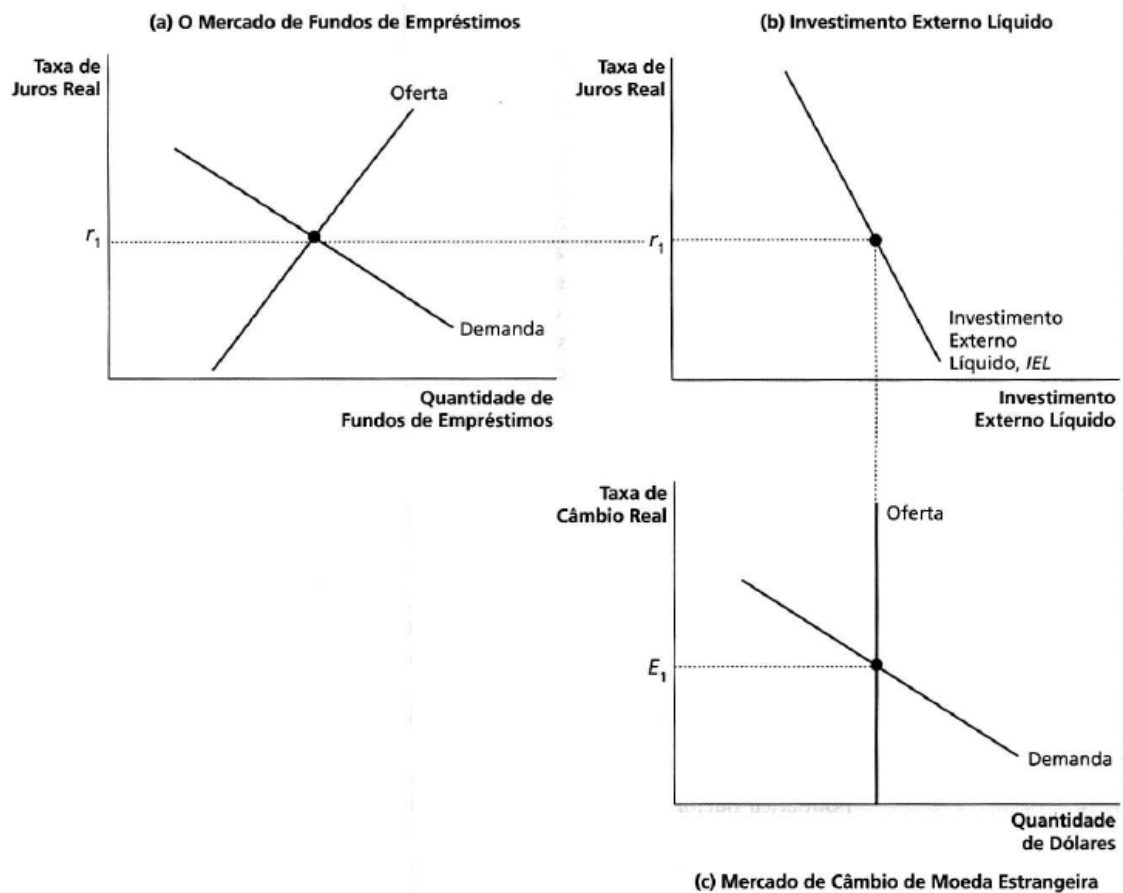 (a) O Mercado de Fundos de Empréstimos
Taxa de
Juros Real
Oferta
r1
Demanda
Quantidade de
Fundos de Empréstimos
(b) Investimento Externo Líquido
Taxa de
Juros Real
r1
Investimento
Externo
Líquido, IEL
Investimento
Externo Líquido
Taxa de
Câmbio Real
Oferta
E1
Demanda
Quantidade
de Dólares
(c) Mercado de Câmbio de Moeda Estrangeira